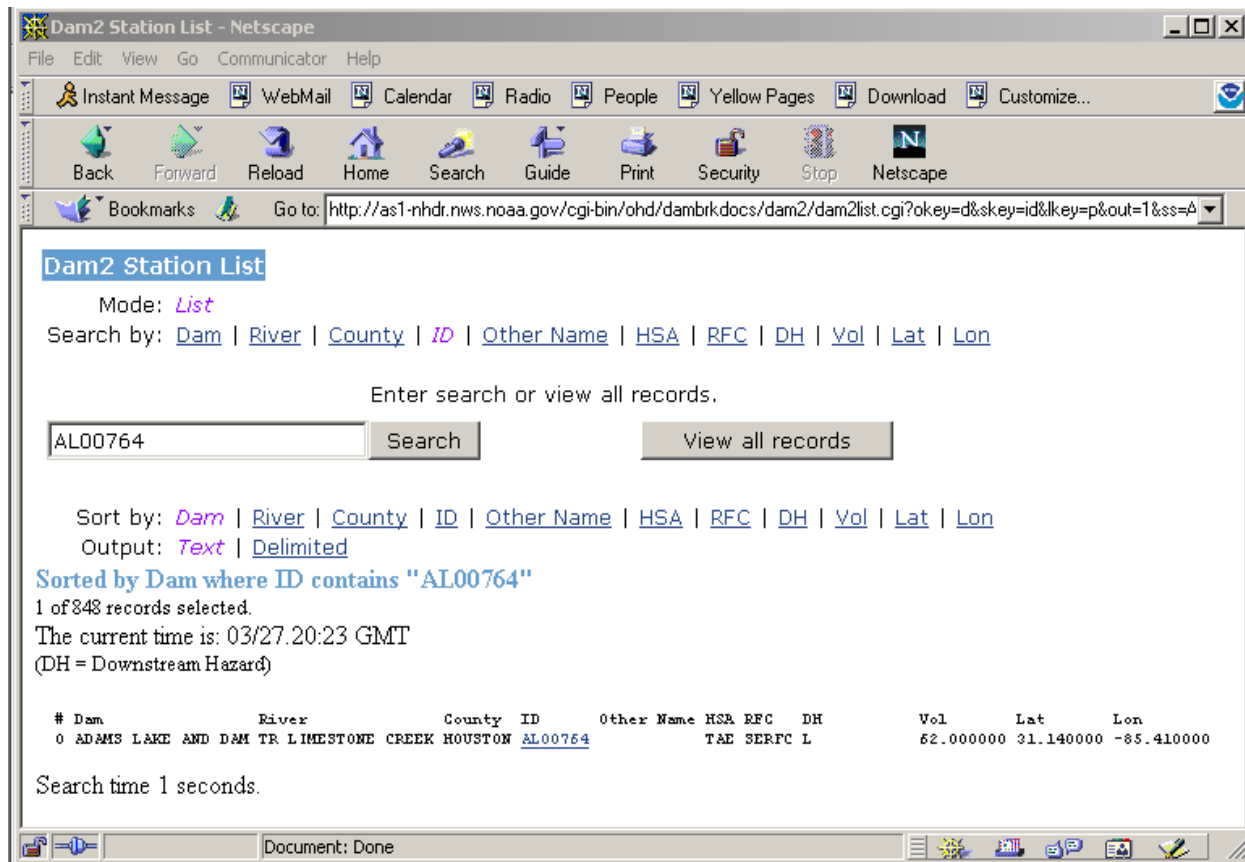 Dam2 Station List - Netscape
File Edit View Go Communicator Help
Instant Message WebMail Calendar Radio People Yellow Pages Download Customize...
Back Forward Reload Home Search Guide Print Security Stop Netscape
Bookmarks Go to: http://as1-nhdr.nws.noaa.gov/cgi-bin/ohd/dambrkdocs/dam2/dam2list.cgi?okey=d&skey=id&lkey=p&out=1&ss=A
Dam2 Station List
Mode: List
Search by: Dam | River | County | ID | Other Name | HSA | RFC | DH | Vol | Lat | Lon
Enter search or view all records.
AL00764 Search View all records
Sort by: Dam | River | County | ID | Other Name | HSA | RFC | DH | Vol | Lat | Lon
Output: Text | Delimited
Sorted by Dam where ID contains "AL00764"
1 of 848 records selected.
The current time is: 03/27.20:23 GMT
(DH = Downstream Hazard)
# Dam River County ID Other Name HSA RFC DH Vol Lat Lon
0 ADAMS LAKE AND DAM TR LIMESTONE CREEK HOUSTON AL00764 TAE SERFC L 62.000000 31.140000 -85.410000
Search time 1 seconds.
Document: Done